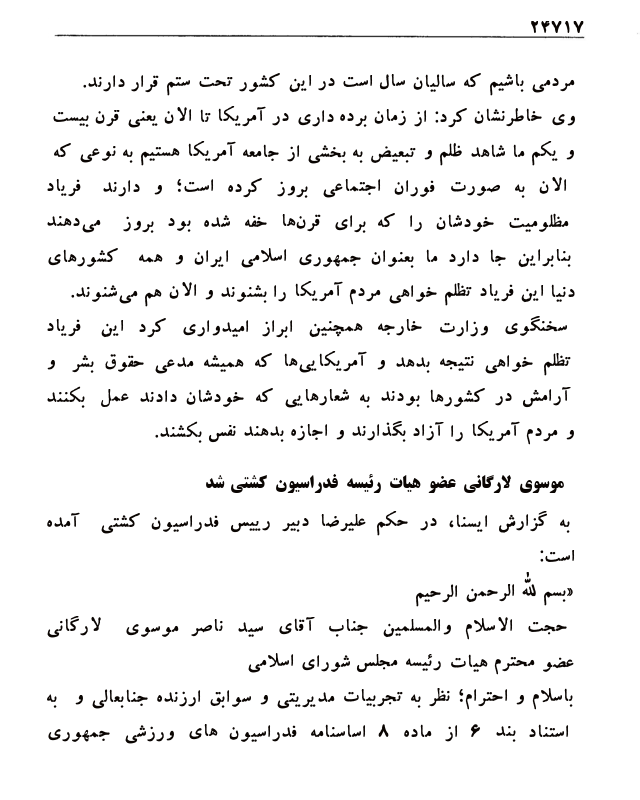 ۲۴۷۱۷
مردمی باشیم که سالیان سال است در این کشور تحت ستم قرار دارند.
وی خاطرنشان کرد: از زمان برده داری در آمریکا تا الان یعنی قرن بیست
و یکم ما شاهد ظلم و تبعیض به بخشی از جامعه آمریکا هستیم به نوعی که
الان به صورت فوران اجتماعی بروز کرده است؛ و دارند فریاد
مظلومیت خودشان را که برای قرن‌ها خفه شده بود بروز می‌دهند
بنابراین جا دارد ما بعنوان جمهوری اسلامی ایران و همه کشورهای
دنیا این فریاد تظلم خواهی مردم آمریکا را بشنوند و الان هم می‌شنوند.
سخنگوی وزارت خارجه همچنین ابراز امیدواری کرد این فریاد
تظلم خواهی نتیجه بدهد و آمریکایی‌ها که همیشه مدعی حقوق بشر و
آرامش در کشورها بودند به شعارهایی که خودشان دادند عمل بکنند
و مردم آمریکا را آزاد بگذارند و اجازه بدهند نفس بکشند.
موسوی لارگانی عضو هیات رئیسه فدراسیون کشتی شد
به گزارش ایسنا، در حکم علیرضا دبیر رییس فدراسیون کشتی آمده
است:
«بسم الله الرحمن الرحیم
حجت الاسلام والمسلمین جناب آقای سید ناصر موسوی لارگانی
عضو محترم هیات رئیسه مجلس شورای اسلامی
باسلام و احترام؛ نظر به تجربیات مدیریتی و سوابق ارزنده جنابعالی و به
استناد بند ۶ از ماده ۸ اساسنامه فدراسیون های ورزشی جمهوری